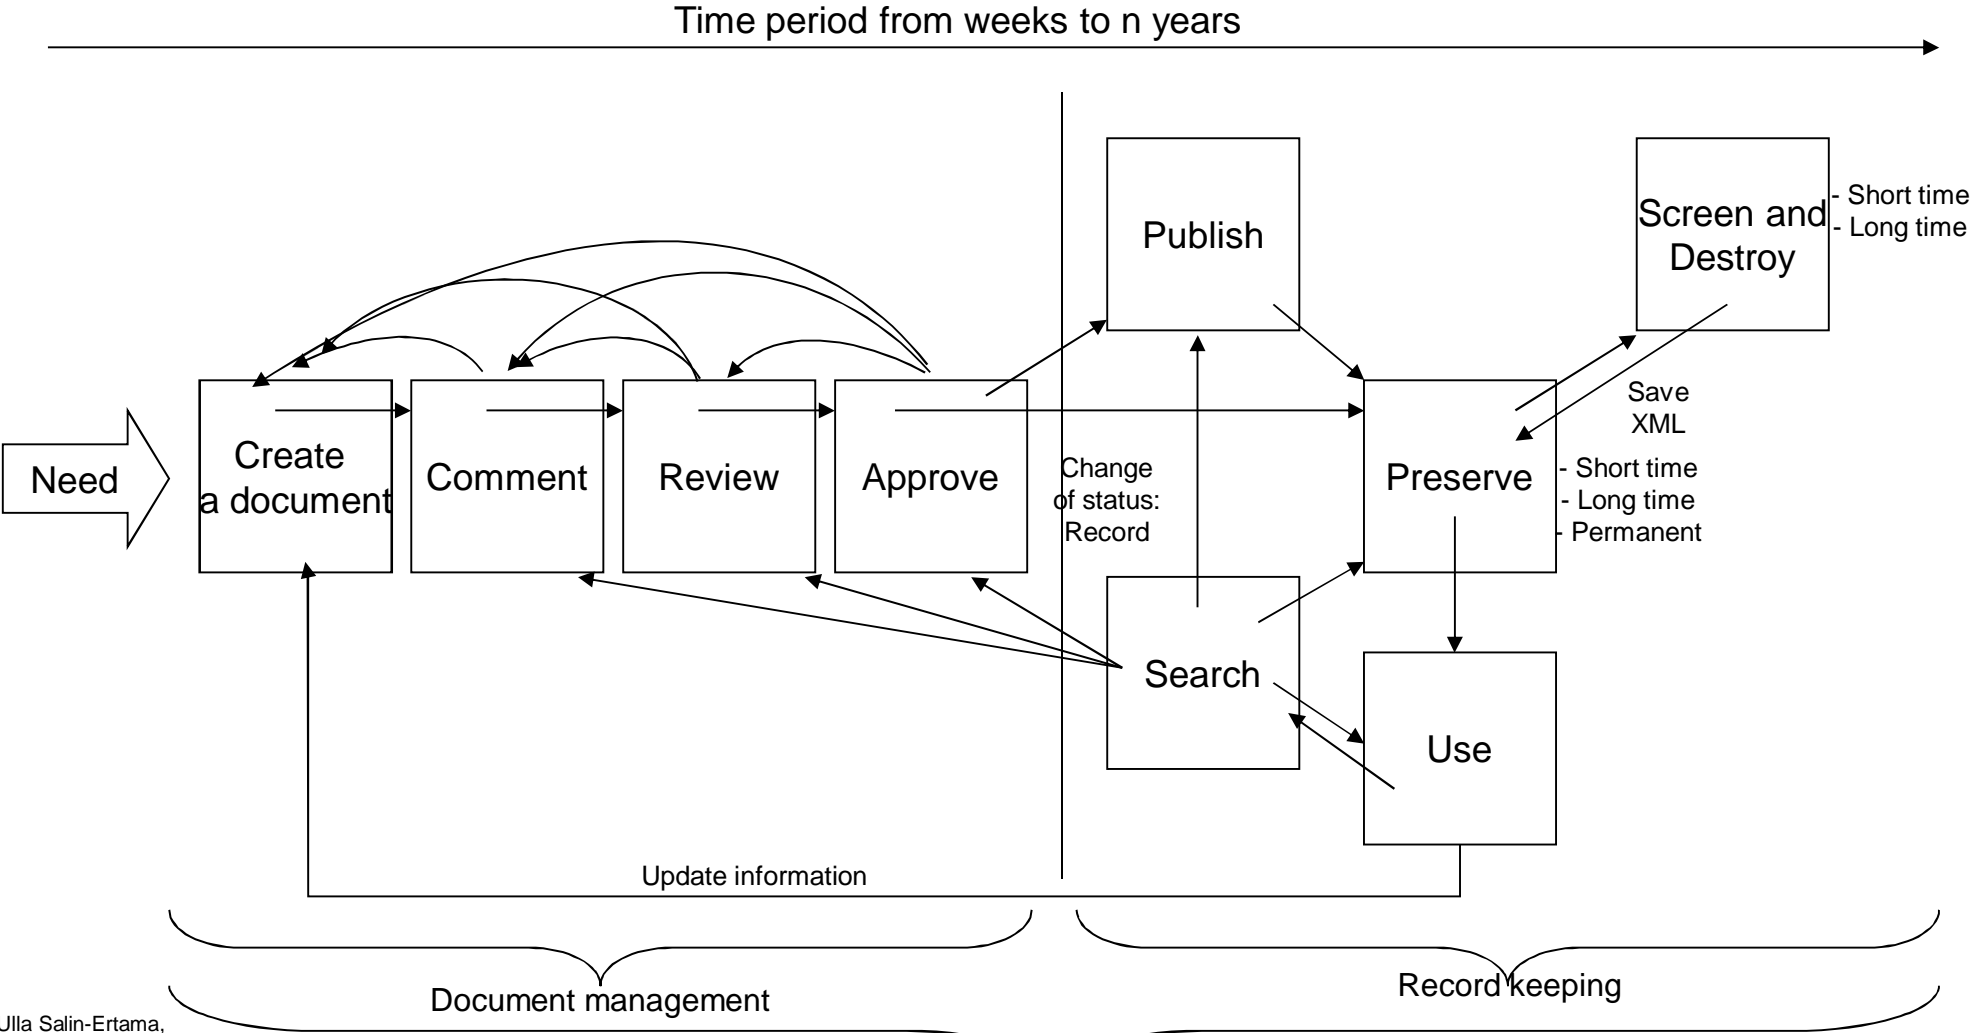 Time period from weeks to n years
Publish
Screen and
Destroy
- Short time
- Long time
Need
Create
a document
Comment
Review
Approve
Change
of status:
Record
Preserve
Save
XML
- Short time
- Long time
- Permanent
Search
Use
Update information
Document management
Record keeping
Ulla Salin-Ertama,